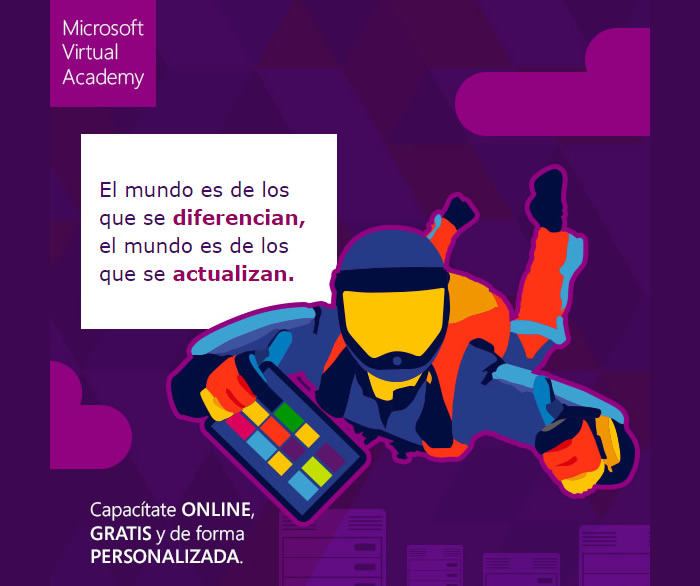 Microsoft
Virtual
Academy
El mundo es de los
que se diferencian,
el mundo es de los
que se actualizan.
Capacítate ONLINE,
GRATIS y de forma
PERSONALIZADA.